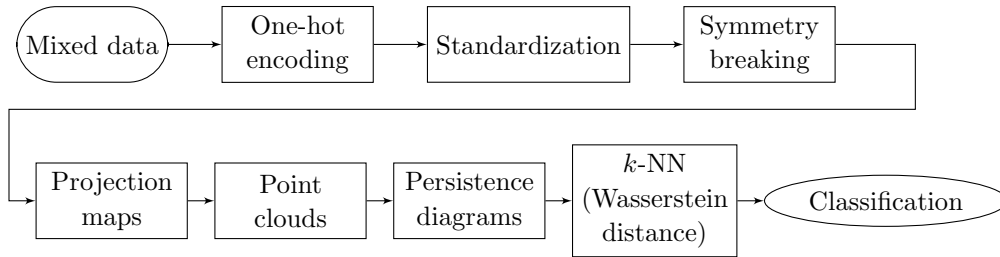 Mixed data
One-hot
encoding
Standardization
Symmetry
breaking
Projection
maps
Point
clouds
Persistence
diagrams
k-NN
(Wasserstein
distance)
Classification